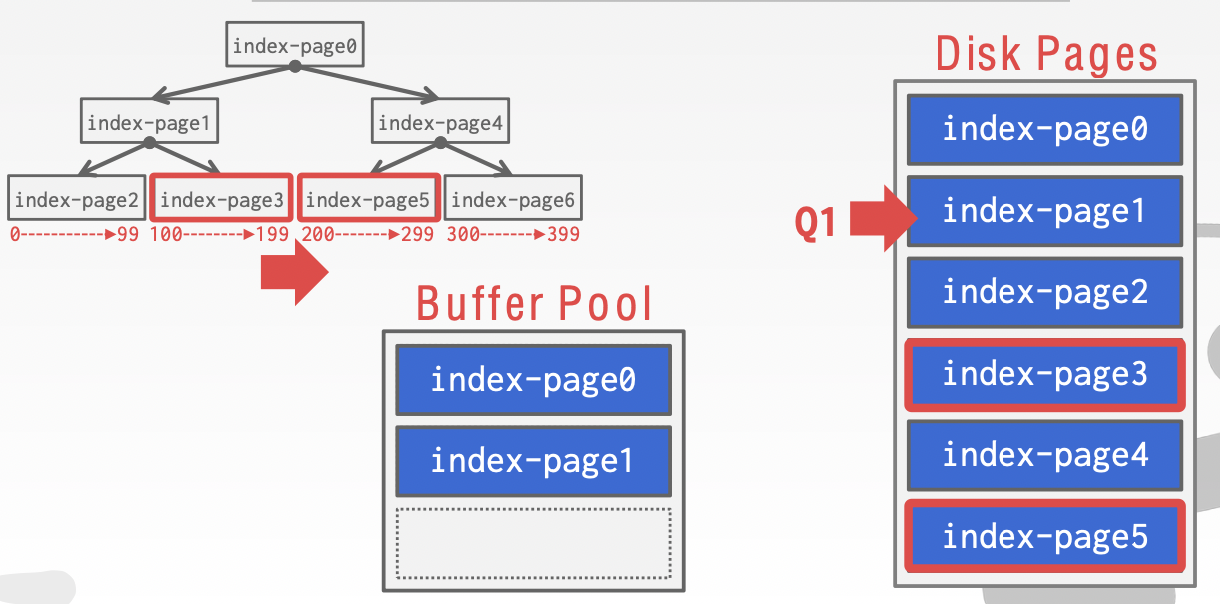 index-page0
index-page1
index-page4
index-page2
index-page3
index-page5
index-page6
0 99
100 199
200 299
300 399
Buffer Pool
index-page0
index-page1
Disk Pages
index-page0
Q1
index-page1
index-page2
index-page3
index-page4
index-page5